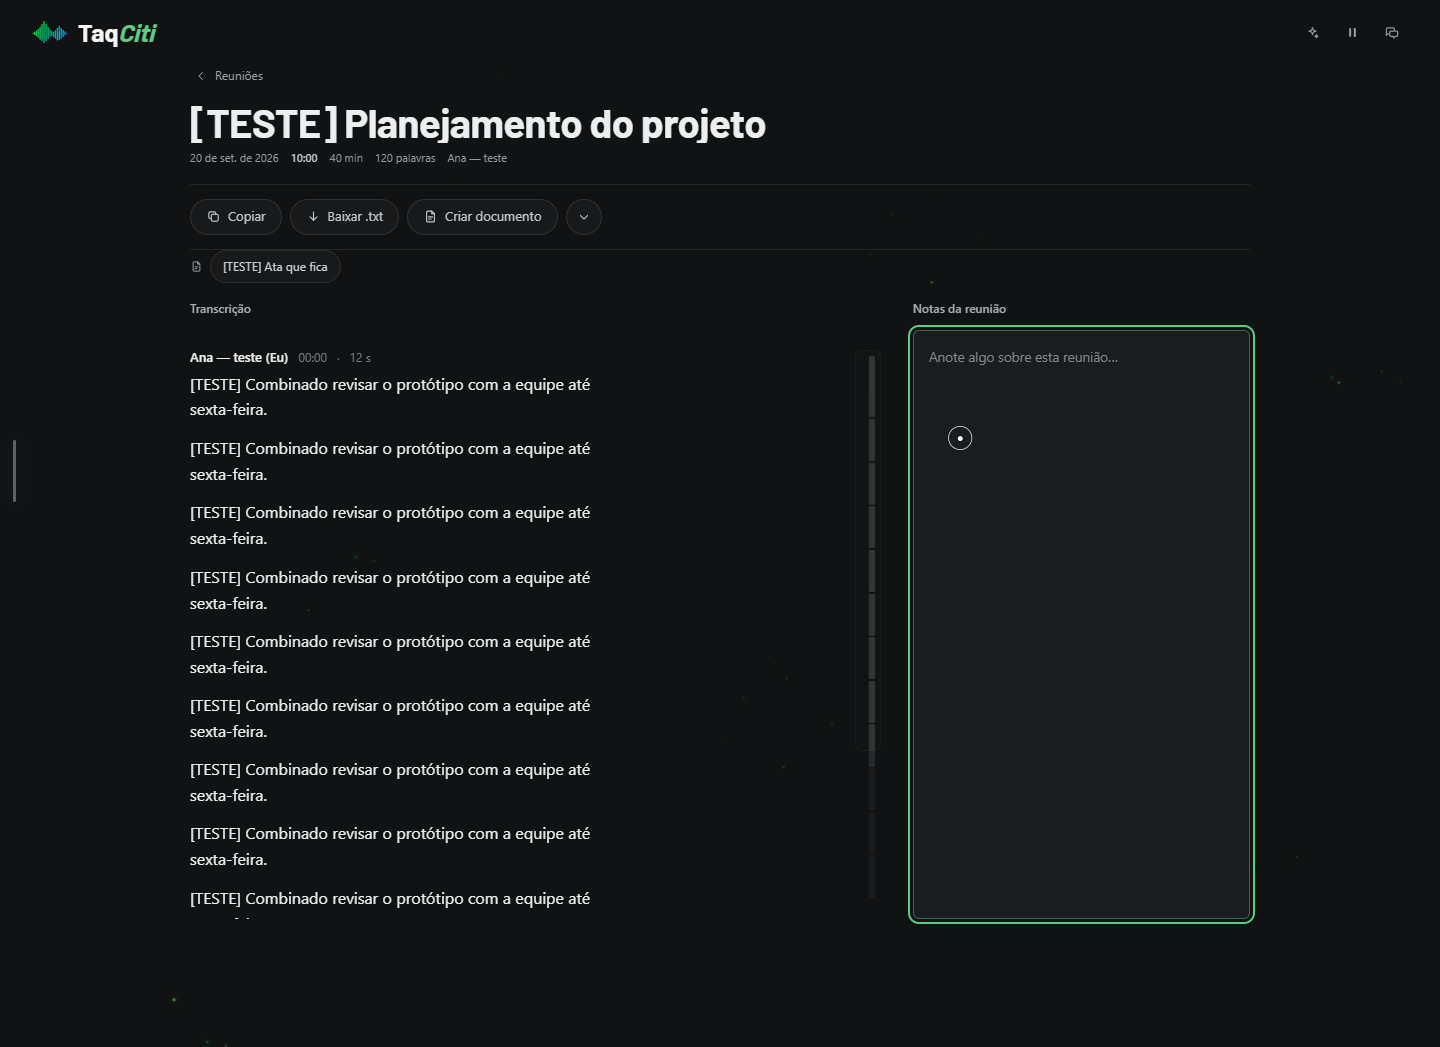 TaqCiti
Reuniões
[TESTE] Planejamento do projeto
20 de set. de 2026 10:00 40 min 120 palavras Ana — teste
Copiar Baixar .txt Criar documento
[TESTE] Ata que fica
Transcrição
Ana — teste (Eu) 00:00 · 12 s
[TESTE] Combinado revisar o protótipo com a equipe até
sexta-feira.
[TESTE] Combinado revisar o protótipo com a equipe até
sexta-feira.
[TESTE] Combinado revisar o protótipo com a equipe até
sexta-feira.
[TESTE] Combinado revisar o protótipo com a equipe até
sexta-feira.
[TESTE] Combinado revisar o protótipo com a equipe até
sexta-feira.
[TESTE] Combinado revisar o protótipo com a equipe até
sexta-feira.
[TESTE] Combinado revisar o protótipo com a equipe até
sexta-feira.
[TESTE] Combinado revisar o protótipo com a equipe até
sexta-feira.
[TESTE] Combinado revisar o protótipo com a equipe até
Notas da reunião
Anote algo sobre esta reunião...